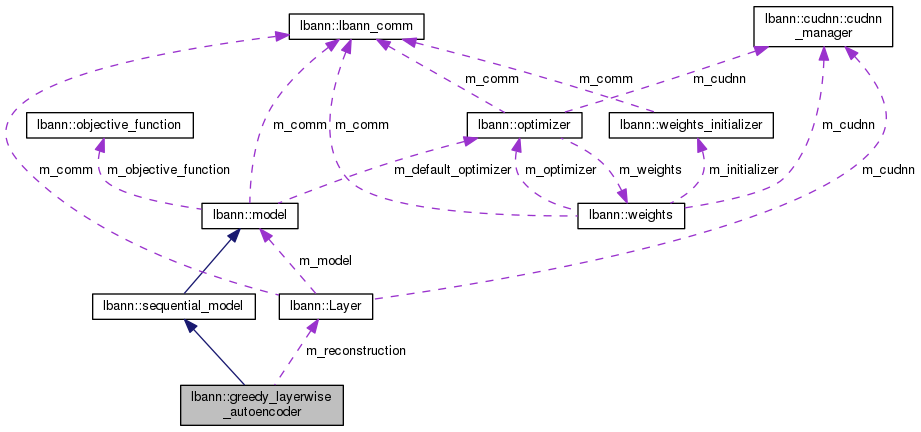 lbann::lbann_comm
lbann::cudnn::cudnn
_manager
m_comm
m_comm
m_cudnn
lbann::objective_function
m_comm
m_comm
lbann::optimizer
lbann::weights_initializer
m_cudnn
m_comm
m_objective_function
m_default_optimizer
m_optimizer
m_weights
m_initializer
m_cudnn
lbann::model
lbann::weights
m_model
lbann::sequential_model
lbann::Layer
m_reconstruction
lbann::greedy_layerwise
_autoencoder